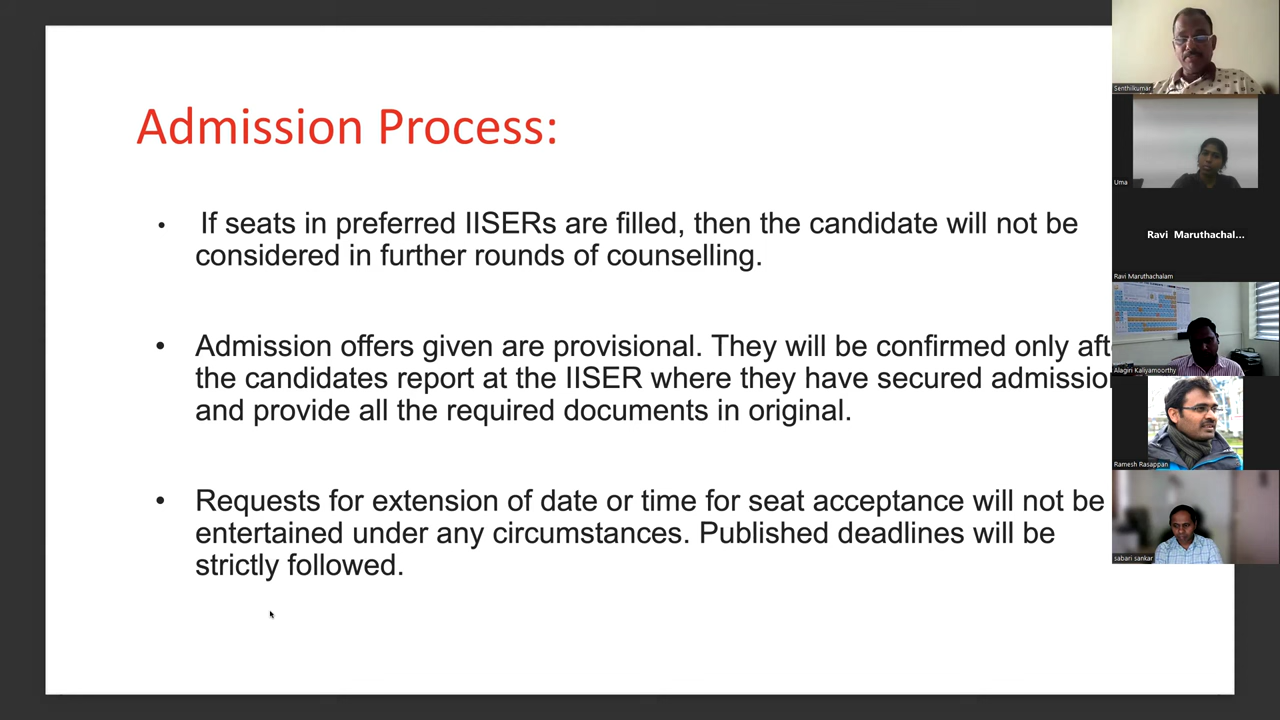 Admission Process:
• If seats in preferred IISERs are filled, then the candidate will not be
considered in further rounds of counselling.
• Admission offers given are provisional. They will be confirmed only aft
the candidates report at the IISER where they have secured admission
and provide all the required documents in original.
• Requests for extension of date or time for seat acceptance will not be
entertained under any circumstances. Published deadlines will be
strictly followed.
Senthilkumar
Uma
Ravi Maruthachal...
Ravi Maruthachalam
Alagiri Kaliyamoorthy
Ramesh Rasappan
sabari sankar